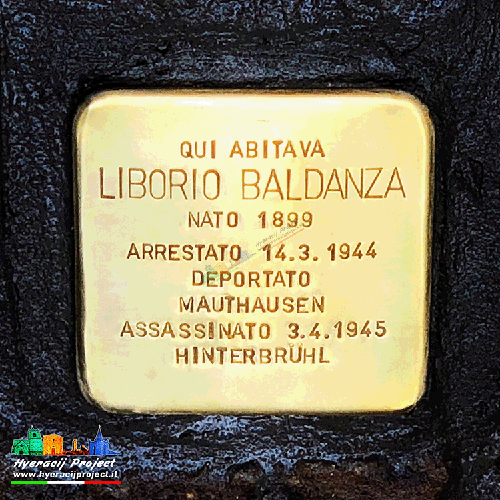 QUI ABITAVA
LIBORIO BALDANZA
NATO 1899
ARRESTATO 14.3.1944
DEPORTATO
MAUTHAUSEN
ASSASSINATO 3.4.1945
HINTERBRÜHL
Hyeracij Project
www.hyeracijproject.it